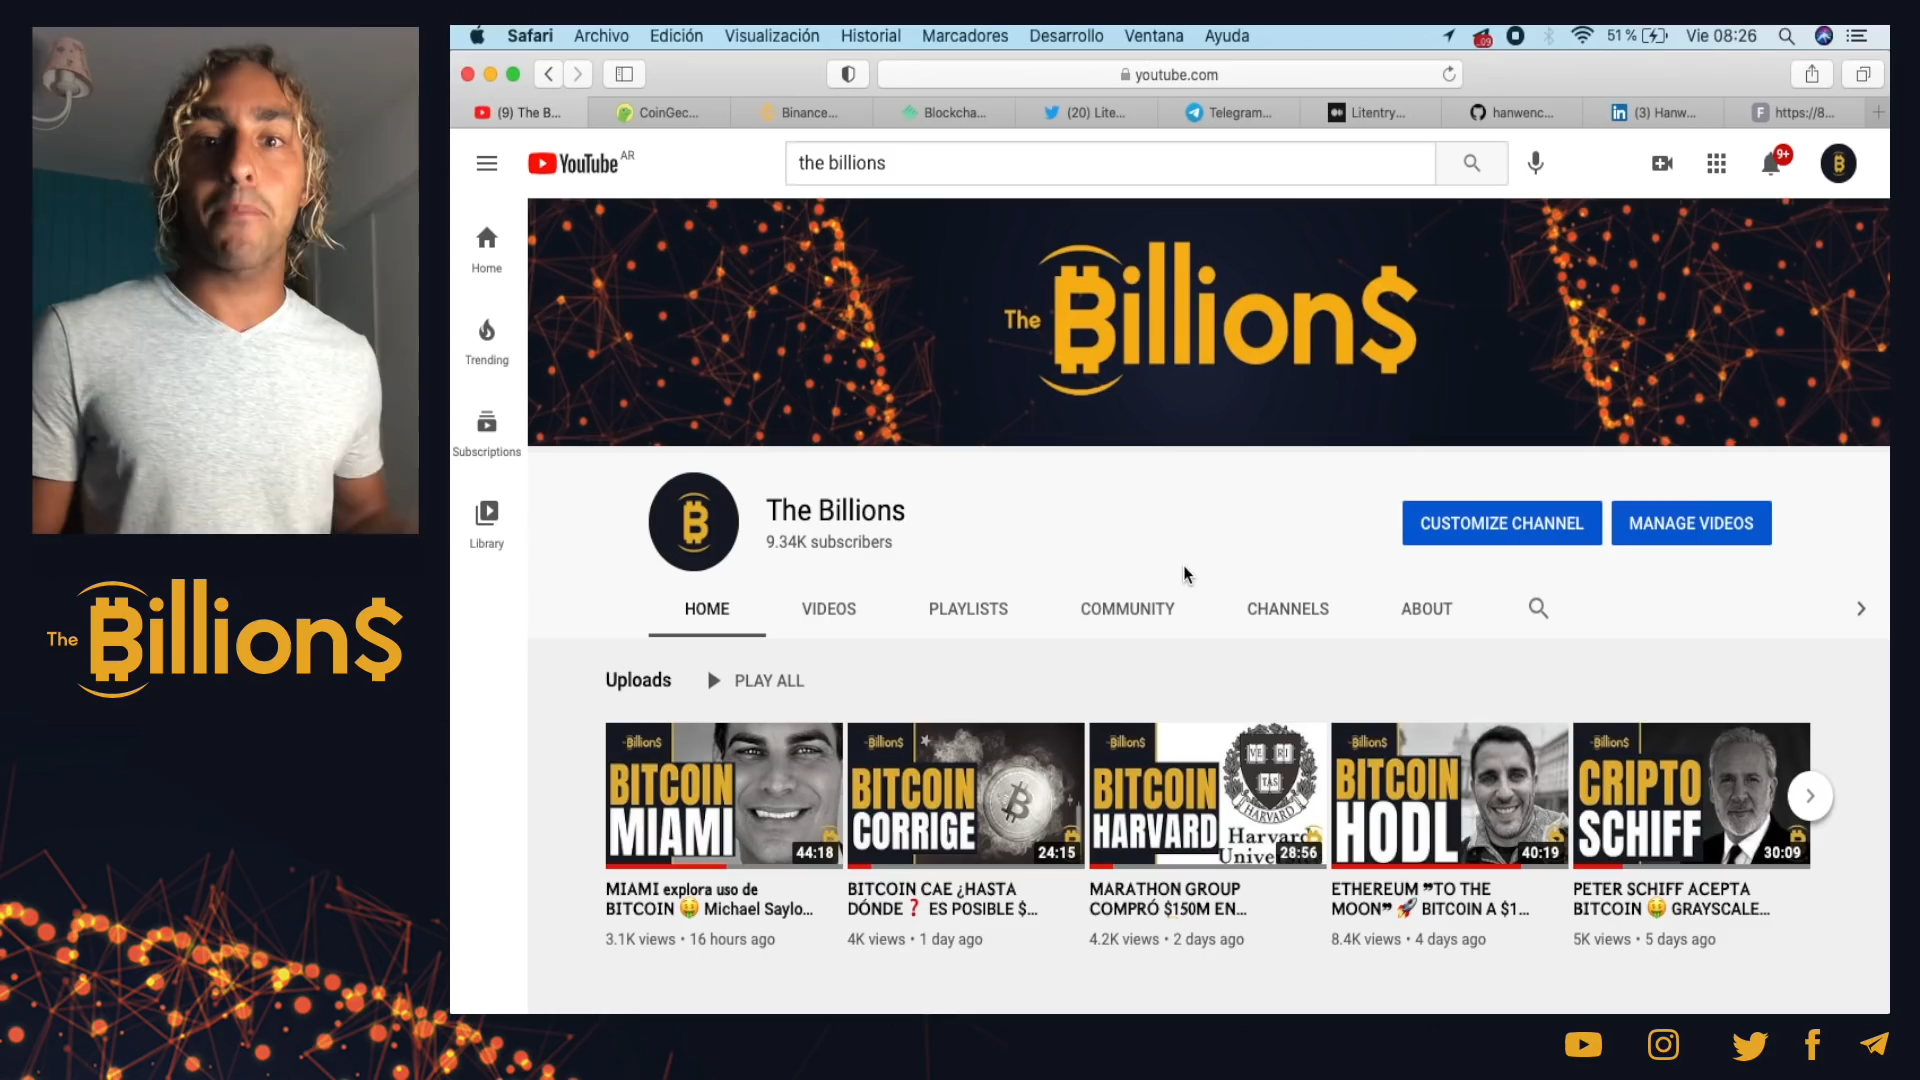 Safari Archivo Edición Visualización Historial Marcadores Desarrollo Ventana Ayuda
:09 51 % Vie 08:26
youtube.com
(9) The B...
CoinGec...
Binance...
Blockcha...
(20) Lite...
Telegram...
Litentry...
hanwenc...
(3) Hanw...
https://8...
YouTube AR
the billions
9+
Home
Trending
Subscriptions
Library
The Billion$
The Billions
9.34K subscribers
CUSTOMIZE CHANNEL
MANAGE VIDEOS
HOME VIDEOS PLAYLISTS COMMUNITY CHANNELS ABOUT
Uploads
PLAY ALL
Billion$
BITCOIN
MIAMI
44:18
MIAMI explora uso de
BITCOIN 🤑 Michael Saylo...
3.1K views • 16 hours ago
Billion$
BITCOIN
CORRIGE
24:15
BITCOIN CAE ¿HASTA
DÓNDE❓ ES POSIBLE $...
4K views • 1 day ago
Billion$
BITCOIN
HARVARD
VE RI
TAS
HARVARD
Harvard
Unive
28:56
MARATHON GROUP
COMPRÓ $150M EN...
4.2K views • 2 days ago
Billion$
BITCOIN
HODL
40:19
ETHEREUM ❞TO THE
MOON❞ 🚀 BITCOIN A $1...
8.4K views • 4 days ago
Billion$
CRIPTO
SCHIFF
30:09
PETER SCHIFF ACEPTA
BITCOIN 🤑 GRAYSCALE...
5K views • 5 days ago
The Billion$